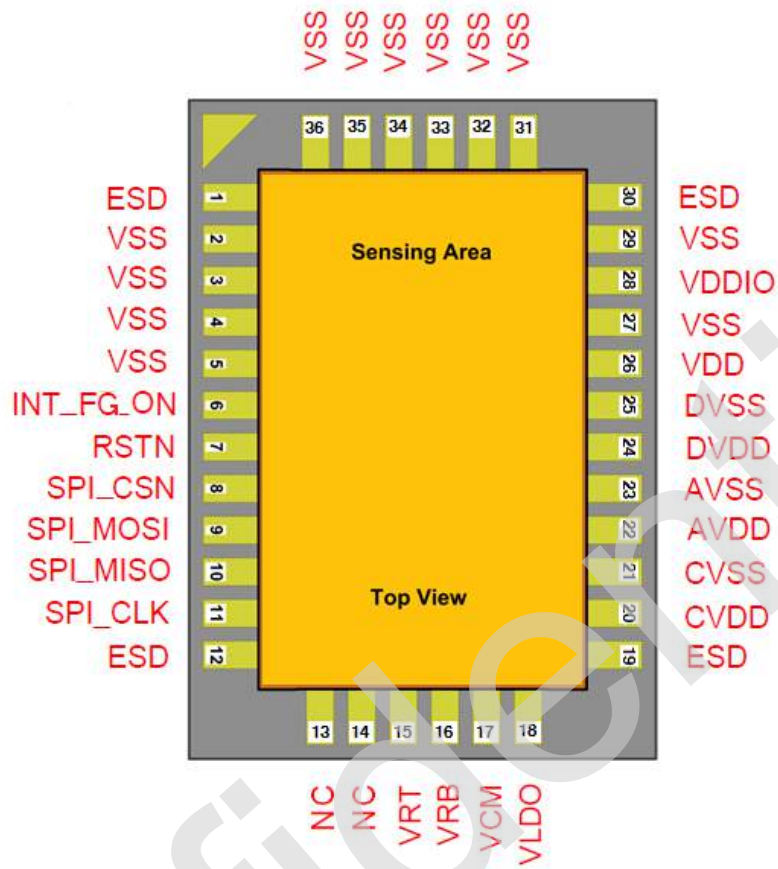 VSS VSS VSS VSS VSS VSS
36 35 34 33 32 31
ESD 1 30 ESD
VSS 2 29 VSS
Sensing Area
VSS 3 28 VDDIO
VSS 4 27 VSS
VSS 5 26 VDD
INT_FG_ON 6 25 DVSS
RSTN 7 24 DVDD
SPI_CSN 8 23 AVSS
SPI_MOSI 9 22 AVDD
SPI_MISO 10 21 CVSS
Top View
SPI_CLK 11 20 CVDD
ESD 12 19 ESD
13 14 15 16 17 18
NC NC VRT VRB VCM VLDO
fidenti